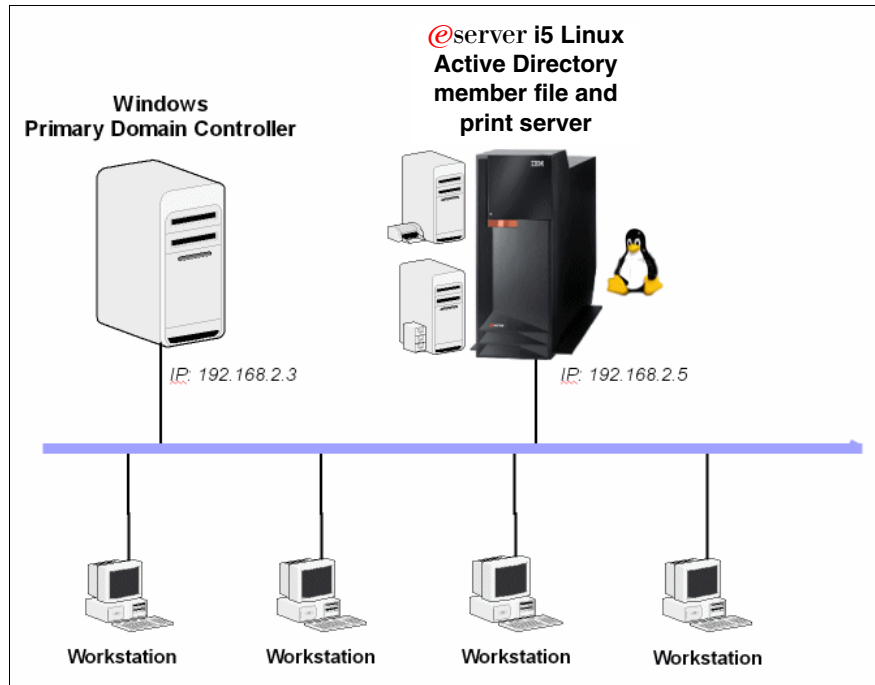 Windows
Primary Domain Controller
eserver i5 Linux
Active Directory
member file and
print server
IBM
IP: 192.168.2.3
IP: 192.168.2.5
Workstation
Workstation
Workstation
Workstation